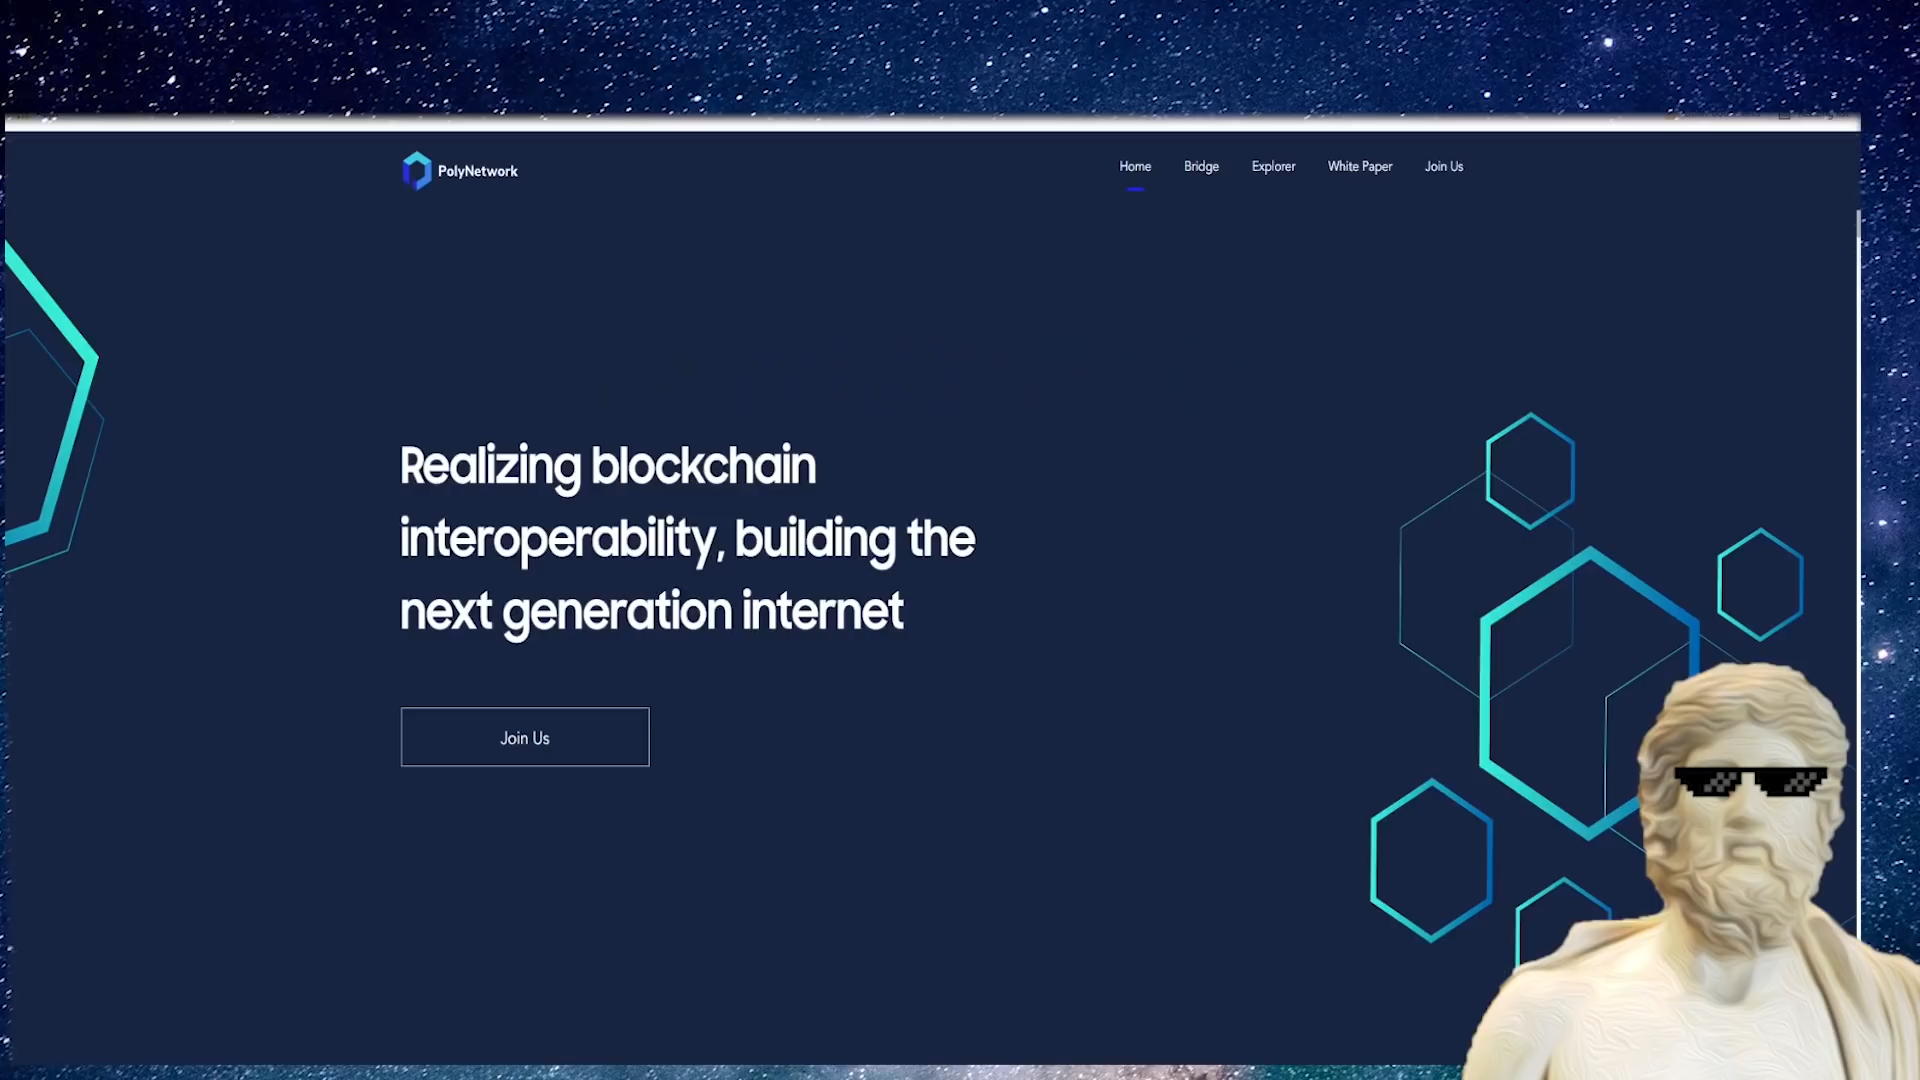 PolyNetwork
Home
Bridge
Explorer
White Paper
Join Us
Realizing blockchain
interoperability, building the
next generation internet
Join Us